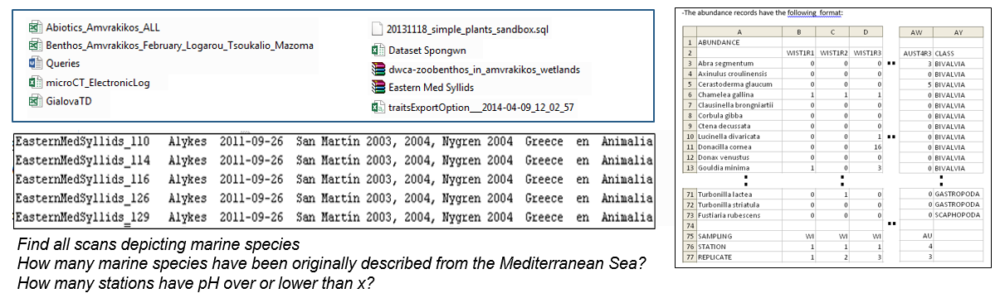 Abiotics_Amvrakikos_ALL
Benthos_Amvrakikos_February_Logarou_Tsoukalio_Mazoma
Queries
microCT_ElectronicLog
GialovaTD
20131118_simple_plants_sandbox.sql
Dataset Spongwn
dwca-zoobenthos_in_amvrakikos_wetlands
Eastern Med Syllids
traitsExportOption___2014-04-09_12_02_57
EasternMedSyllids_110 Alykes 2011-09-26 San Martín 2003, 2004, Nygren 2004 Greece en Animalia
EasternMedSyllids_114 Alykes 2011-09-26 San Martín 2003, 2004, Nygren 2004 Greece en Animalia
EasternMedSyllids_116 Alykes 2011-09-26 San Martín 2003, 2004, Nygren 2004 Greece en Animalia
EasternMedSyllids_126 Alykes 2011-09-26 San Martín 2003, 2004, Nygren 2004 Greece en Animalia
EasternMedSyllids_129 Alykes 2011-09-26 San Martín 2003, 2004, Nygren 2004 Greece en Animalia
Find all scans depicting marine species
How many marine species have been originally described from the Mediterranean Sea?
How many stations have pH over or lower than x?
-The abundance records have the following format:
A B C D AW AY
1 ABUNDANCE
2 WIST1R1 WIST1R2 WIST1R3 AUST4R3 CLASS
3 Abra segmentum 0 0 0 3 BIVALVIA
4 Axinulus croulinensis 0 0 0 0 BIVALVIA
5 Cerastoderma glaucum 0 0 0 5 BIVALVIA
6 Chamelea gallina 1 1 1 0 BIVALVIA
7 Clausinella brongniartii 0 0 0 0 BIVALVIA
8 Corbula gibba 0 0 0 0 BIVALVIA
9 Ctena decussata 0 0 0 0 BIVALVIA
10 Lucinella divaricata 0 0 1 0 BIVALVIA
11 Donacilla cornea 0 0 16 0 BIVALVIA
12 Donax venustus 0 0 0 0 BIVALVIA
13 Gouldia minima 1 0 3 0 BIVALVIA
71 Turbonilla lactea 0 1 0 0 GASTROPODA
72 Turbonilla striatula 0 0 0 0 GASTROPODA
73 Fustiaria rubescens 0 0 0 0 SCAPHOPODA
74
75 SAMPLING WI WI WI AU
76 STATION 1 1 1 4
77 REPLICATE 1 2 3 3